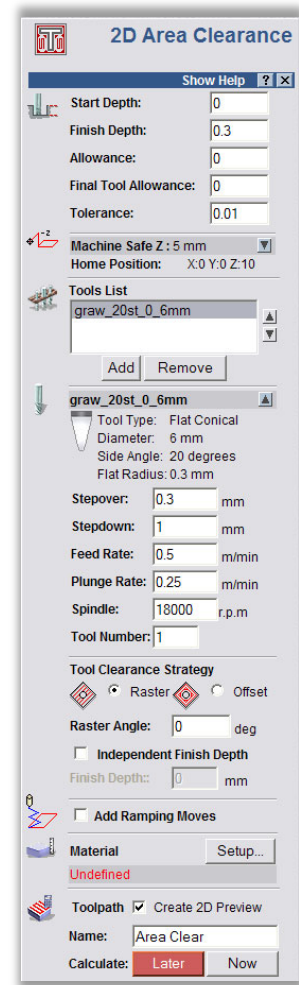 2D Area Clearance
Show Help ? X
Start Depth: 0
Finish Depth: 0.3
Allowance: 0
Final Tool Allowance: 0
Tolerance: 0.01
-z
Machine Safe Z : 5 mm
Home Position: X:0 Y:0 Z:10
Tools List
graw_20st_0_6mm
Add Remove
graw_20st_0_6mm
Tool Type: Flat Conical
Diameter: 6 mm
Side Angle: 20 degrees
Flat Radius: 0.3 mm
Stepover: 0.3 mm
Stepdown: 1 mm
Feed Rate: 0.5 m/min
Plunge Rate: 0.25 m/min
Spindle: 18000 r.p.m
Tool Number: 1
Tool Clearance Strategy
Raster Offset
Raster Angle: 0 deg
Independent Finish Depth
Finish Depth:: 0 mm
Add Ramping Moves
Material Setup...
Undefined
Toolpath Create 2D Preview
Name: Area Clear
Calculate: Later Now